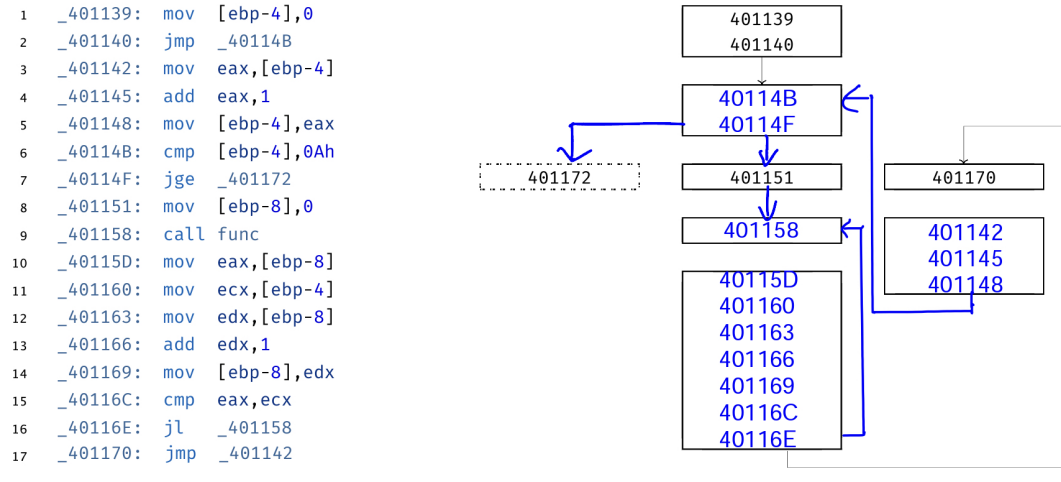 1 _401139: mov [ebp-4],0
2 _401140: jmp _40114B
3 _401142: mov eax,[ebp-4]
4 _401145: add eax,1
5 _401148: mov [ebp-4],eax
6 _40114B: cmp [ebp-4],0Ah
7 _40114F: jge _401172
8 _401151: mov [ebp-8],0
9 _401158: call func
10 _40115D: mov eax,[ebp-8]
11 _401160: mov ecx,[ebp-4]
12 _401163: mov edx,[ebp-8]
13 _401166: add edx,1
14 _401169: mov [ebp-8],edx
15 _40116C: cmp eax,ecx
16 _40116E: jl _401158
17 _401170: jmp _401142
401139
401140
40114B
40114F
401172
401151
401170
401158
401142
401145
401148
40115D
401160
401163
401166
401169
40116C
40116E